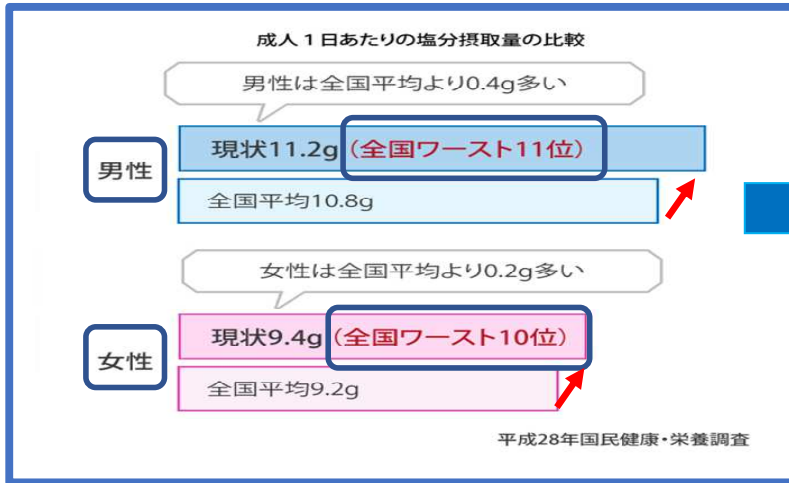 成人１日あたりの塩分摂取量の比較
男性は全国平均より0.4g多い
男性
現状11.2g（全国ワースト11位）
全国平均10.8g
女性は全国平均より0.2g多い
女性
現状9.4g（全国ワースト10位）
全国平均9.2g
平成28年国民健康・栄養調査